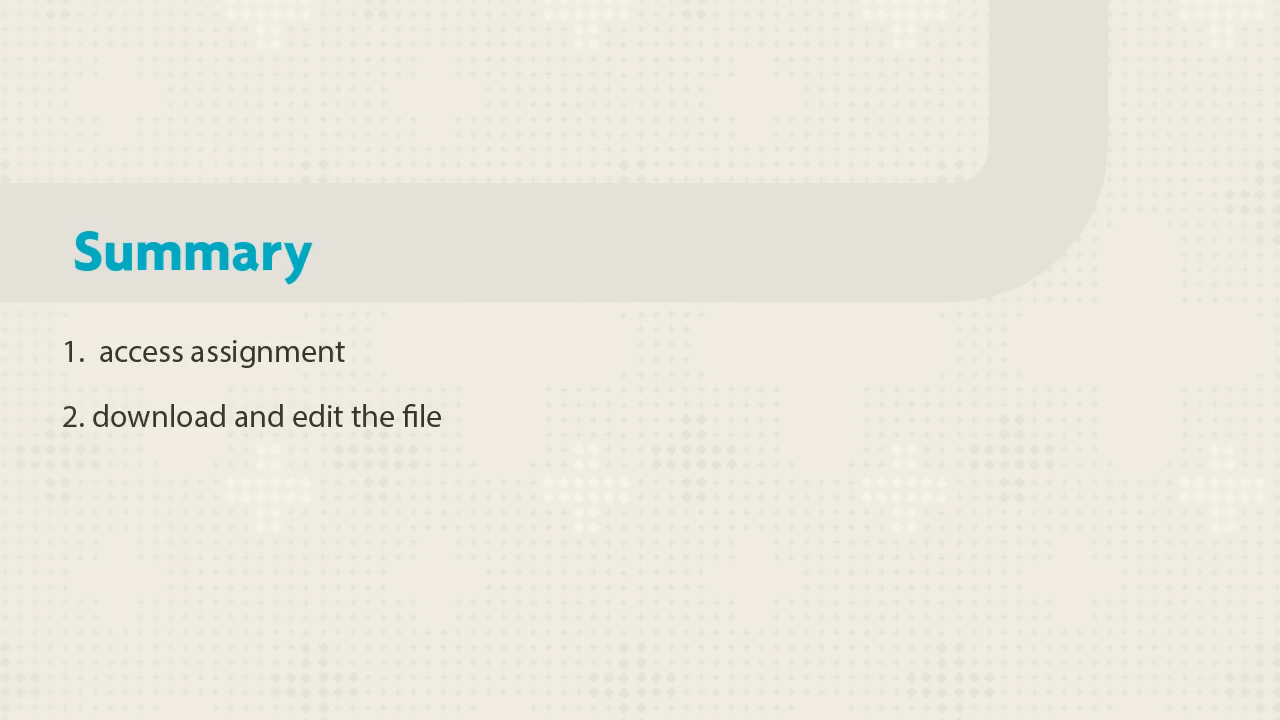 Summary
1. access assignment
2. download and edit the file